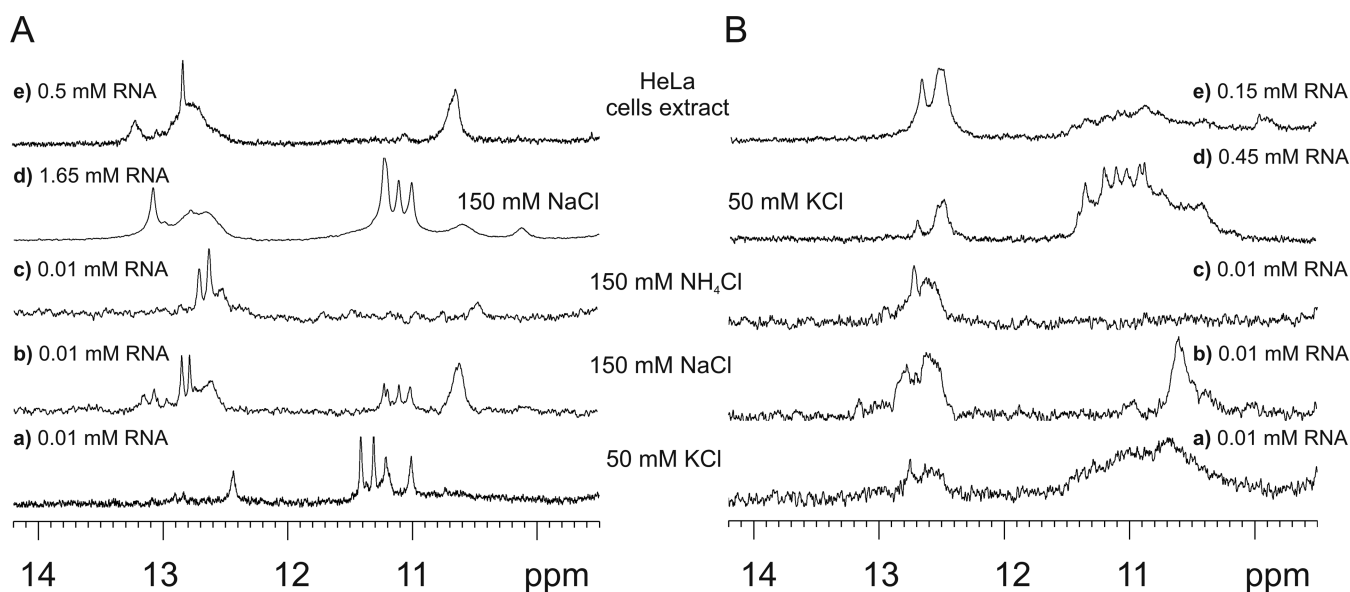 A
B
e) 0.5 mM RNA
HeLa
cells extract
e) 0.15 mM RNA
d) 1.65 mM RNA
150 mM NaCl
50 mM KCl
d) 0.45 mM RNA
c) 0.01 mM RNA
150 mM NH₄Cl
c) 0.01 mM RNA
b) 0.01 mM RNA
150 mM NaCl
b) 0.01 mM RNA
a) 0.01 mM RNA
50 mM KCl
a) 0.01 mM RNA
14 13 12 11 ppm
14 13 12 11 ppm